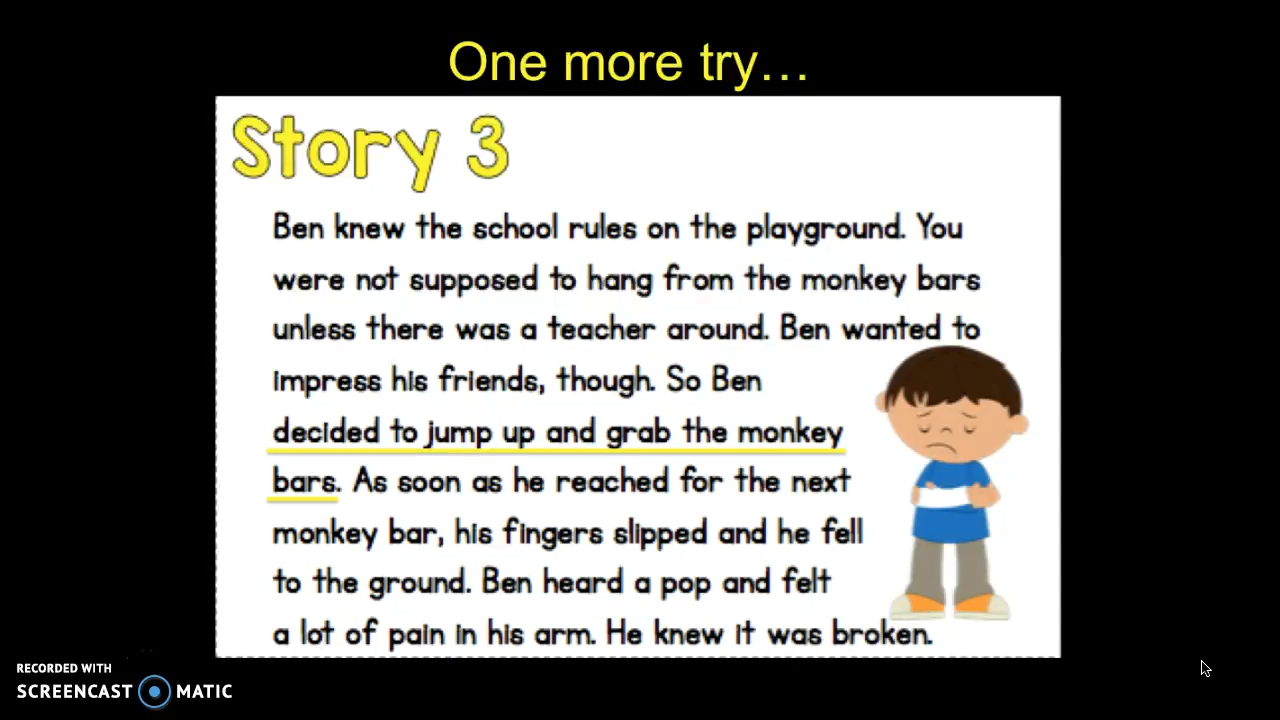 One more try…
Story 3
Ben knew the school rules on the playground. You
were not supposed to hang from the monkey bars
unless there was a teacher around. Ben wanted to
impress his friends, though. So Ben
decided to jump up and grab the monkey
bars. As soon as he reached for the next
monkey bar, his fingers slipped and he fell
to the ground. Ben heard a pop and felt
a lot of pain in his arm. He knew it was broken.
RECORDED WITH
SCREENCAST MATIC